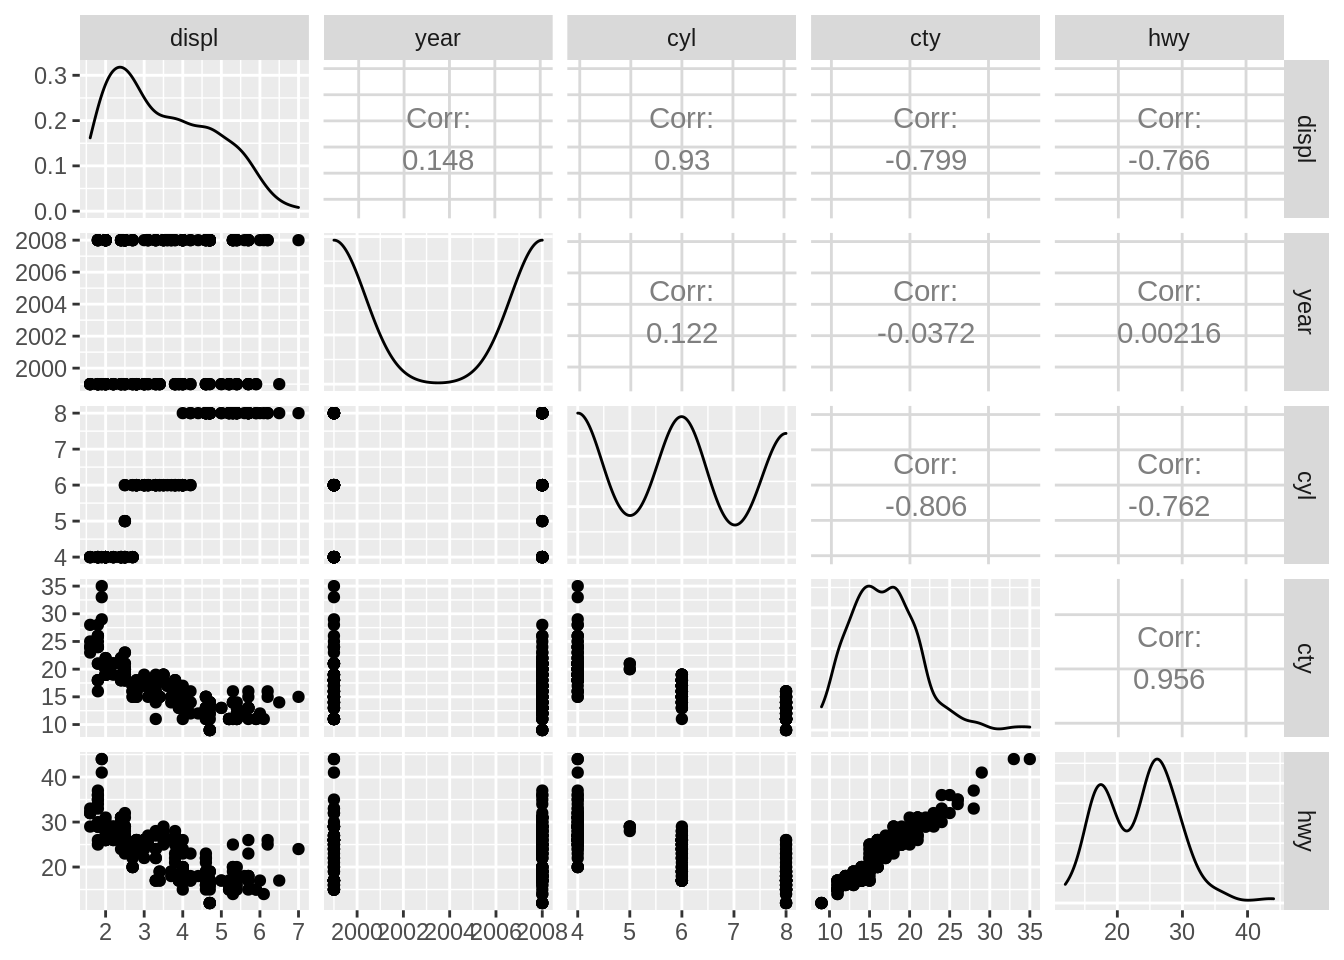 displ year cyl cty hwy
0.3
0.2
0.1
0.0
Corr:
0.148
Corr:
0.93
Corr:
-0.799
Corr:
-0.766
displ
2008
2006
2004
2002
2000
Corr:
0.122
Corr:
-0.0372
Corr:
0.00216
year
8
7
6
5
4
Corr:
-0.806
Corr:
-0.762
cyl
35
30
25
20
15
10
Corr:
0.956
cty
40
30
20
hwy
2 3 4 5 6 7 2000 2002 2004 2006 2008 4 5 6 7 8 10 15 20 25 30 35 20 30 40